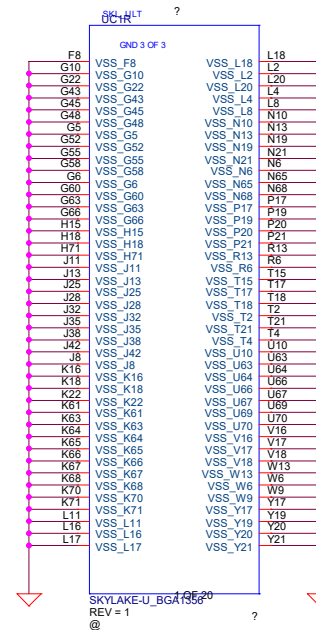 SKL_ULT
UC1R
?
GND 3 OF 3
F8 VSS_F8 VSS_L18 L18
G10 VSS_G10 VSS_L2 L2
G22 VSS_G22 VSS_L20 L20
G43 VSS_G43 VSS_L4 L4
G45 VSS_G45 VSS_L8 L8
G48 VSS_G48 VSS_N10 N10
G5 VSS_G5 VSS_N13 N13
G52 VSS_G52 VSS_N19 N19
G55 VSS_G55 VSS_N21 N21
G58 VSS_G58 VSS_N6 N6
G6 VSS_G6 VSS_N65 N65
G60 VSS_G60 VSS_N68 N68
G63 VSS_G63 VSS_P17 P17
G66 VSS_G66 VSS_P19 P19
H15 VSS_H15 VSS_P20 P20
H18 VSS_H18 VSS_P21 P21
H71 VSS_H71 VSS_R13 R13
J11 VSS_J11 VSS_R6 R6
J13 VSS_J13 VSS_T15 T15
J25 VSS_J25 VSS_T17 T17
J28 VSS_J28 VSS_T18 T18
J32 VSS_J32 VSS_T2 T2
J35 VSS_J35 VSS_T21 T21
J38 VSS_J38 VSS_T4 T4
J42 VSS_J42 VSS_U10 U10
J8 VSS_J8 VSS_U63 U63
K16 VSS_K16 VSS_U64 U64
K18 VSS_K18 VSS_U66 U66
K22 VSS_K22 VSS_U67 U67
K61 VSS_K61 VSS_U69 U69
K63 VSS_K63 VSS_U70 U70
K64 VSS_K64 VSS_V16 V16
K65 VSS_K65 VSS_V17 V17
K66 VSS_K66 VSS_V18 V18
K67 VSS_K67 VSS_W13 W13
K68 VSS_K68 VSS_W6 W6
K70 VSS_K70 VSS_W9 W9
K71 VSS_K71 VSS_Y17 Y17
L11 VSS_L11 VSS_Y19 Y19
L16 VSS_L16 VSS_Y20 Y20
L17 VSS_L17 VSS_Y21 Y21
1 OF 20
SKYLAKE-U_BGA1356
REV = 1
?
@